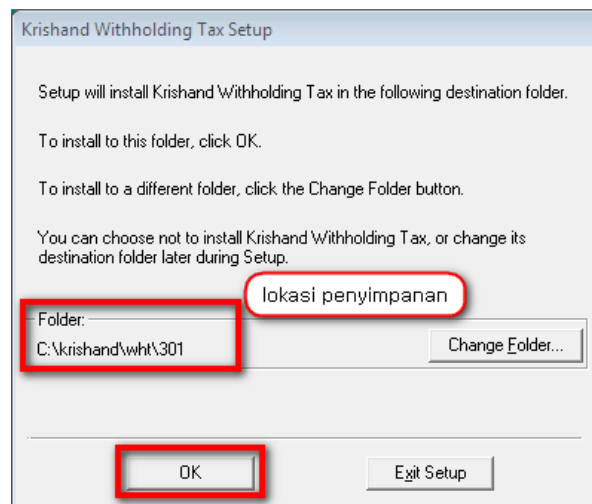 Krishand Withholding Tax Setup
Setup will install Krishand Withholding Tax in the following destination folder.
To install to this folder, click OK.
To install to a different folder, click the Change Folder button.
You can choose not to install Krishand Withholding Tax, or change its
destination folder later during Setup.
lokasi penyimpanan
Folder:
C:\krishand\wht\301
Change Folder...
OK
Exit Setup